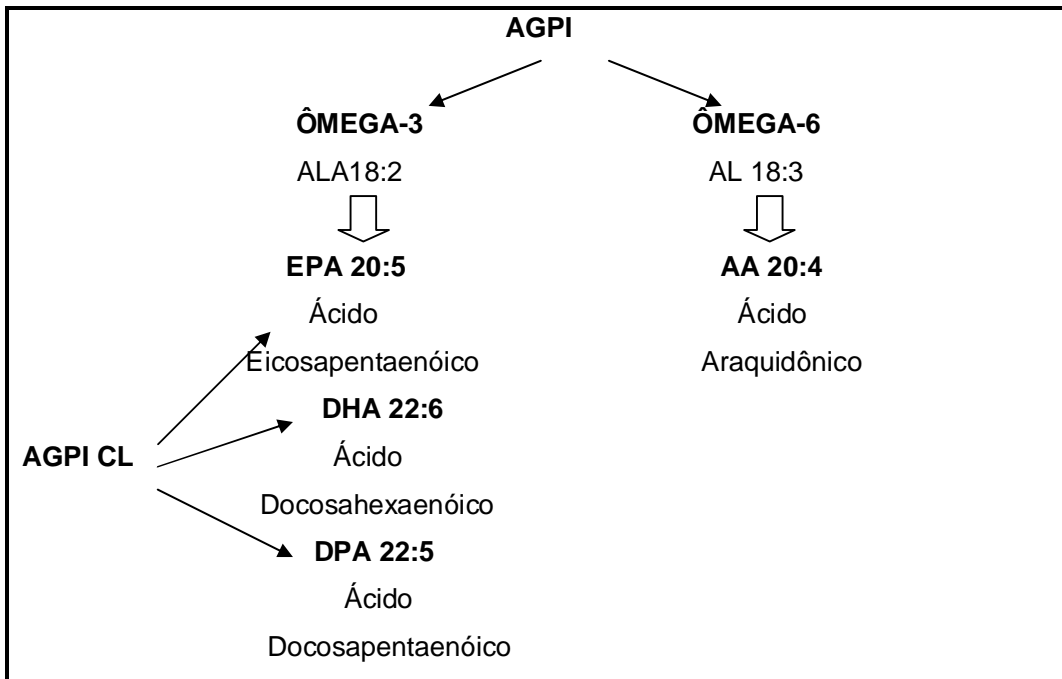 AGPI
ÔMEGA-3
ALA18:2
EPA 20:5
Ácido
Eicosapentaenóico
DHA 22:6
Ácido
Docosahexaenóico
DPA 22:5
Ácido
Docosapentaenóico
ÔMEGA-6
AL 18:3
AA 20:4
Ácido
Araquidônico
AGPI CL